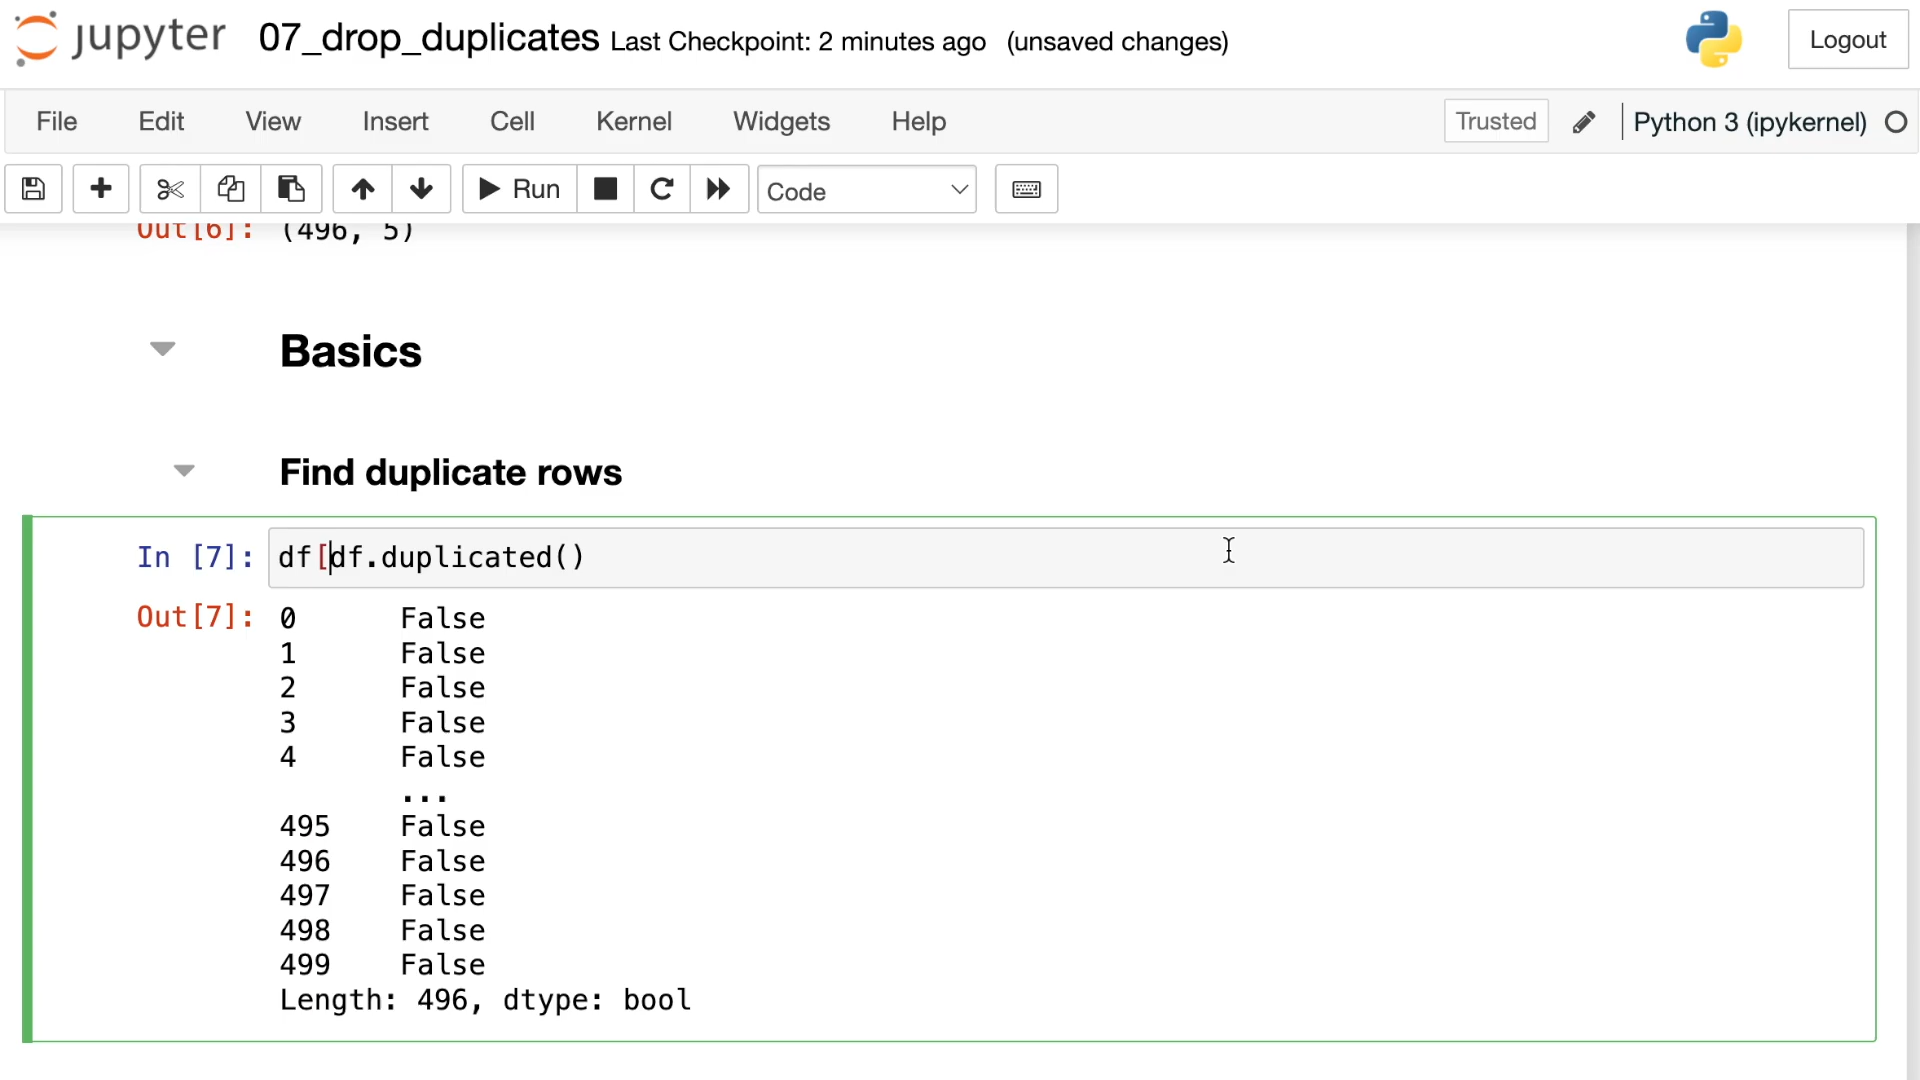 jupyter 07_drop_duplicates Last Checkpoint: 2 minutes ago (unsaved changes) Logout
File Edit View Insert Cell Kernel Widgets Help Trusted Python 3 (ipykernel)
Run Code
Out[6]: (496, 5)
Basics
Find duplicate rows
In [7]: df[df.duplicated()
Out[7]: 0 False
1 False
2 False
3 False
4 False
...
495 False
496 False
497 False
498 False
499 False
Length: 496, dtype: bool